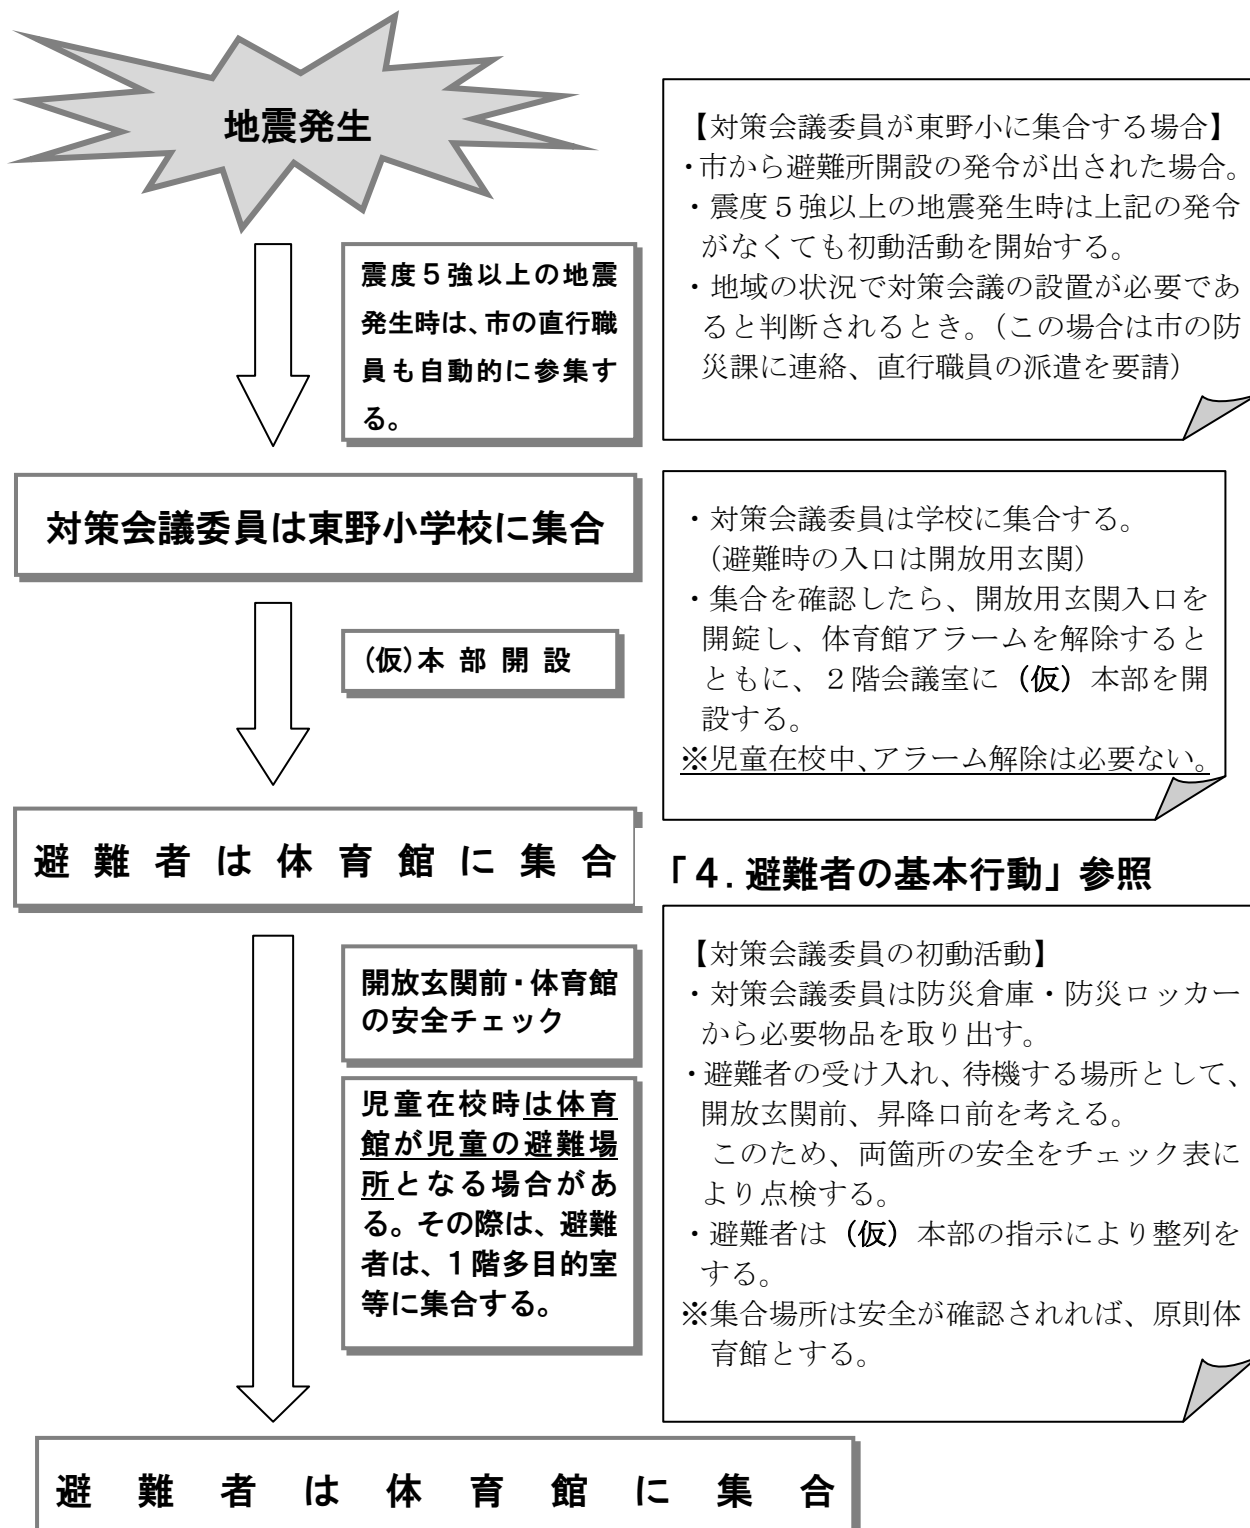 地震発生
震度５強以上の地震
発生時は、市の直行職
員も自動的に参集す
る。
【対策会議委員が東野小に集合する場合】
・市から避難所開設の発令が出された場合。
・震度５強以上の地震発生時は上記の発令
がなくても初動活動を開始する。
・地域の状況で対策会議の設置が必要であ
ると判断されるとき。（この場合は市の防
災課に連絡、直行職員の派遣を要請）
対策会議委員は東野小学校に集合
(仮)本 部 開 設
・対策会議委員は学校に集合する。
（避難時の入口は開放用玄関）
・集合を確認したら、開放用玄関入口を
開錠し、体育館アラームを解除すると
ともに、２階会議室に（仮）本部を開
設する。
※児童在校中、アラーム解除は必要ない。
避 難 者 は 体 育 館 に 集 合
「４.避難者の基本行動」参照
開放玄関前・体育館
の安全チェック
児童在校時は体育
館が児童の避難場
所となる場合があ
る。その際は、避難
者は、１階多目的室
等に集合する。
【対策会議委員の初動活動】
・対策会議委員は防災倉庫・防災ロッカー
から必要物品を取り出す。
・避難者の受け入れ、待機する場所として、
開放玄関前、昇降口前を考える。
このため、両箇所の安全をチェック表に
より点検する。
・避難者は（仮）本部の指示により整列を
する。
※集合場所は安全が確認されれば、原則体
育館とする。
避 難 者 は 体 育 館 に 集 合